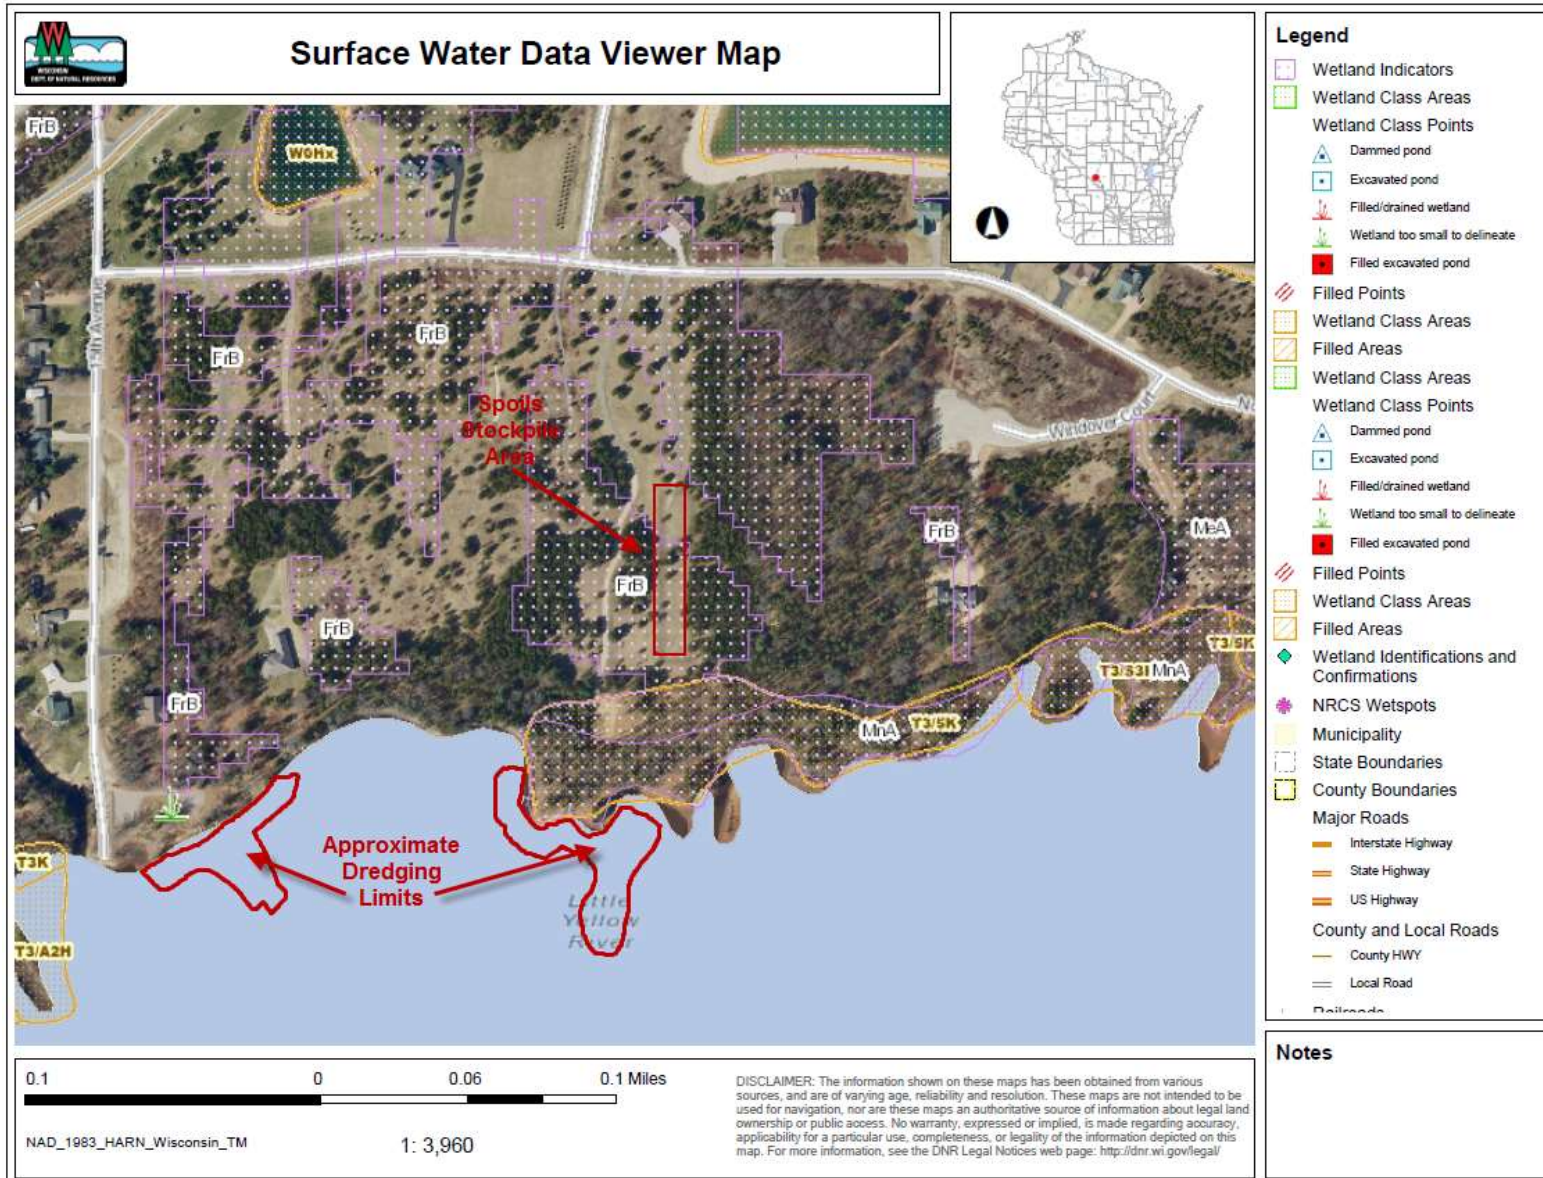 WISCONSIN
DEPT. OF NATURAL RESOURCES
Surface Water Data Viewer Map
FrB
W0Hx
13th Avenue
FrB
FrB
Spoils
Stockpile
Area
Windover Court
FrB
MeA
FrB
FrB
T3/5K
T3/S3I
MnA
FrB
MnA
T3/5K
T3K
Approximate
Dredging
Limits
Little
Yellow
River
T3/A2H
Legend
Wetland Indicators
Wetland Class Areas
Wetland Class Points
Dammed pond
Excavated pond
Filled/drained wetland
Wetland too small to delineate
Filled excavated pond
Filled Points
Wetland Class Areas
Filled Areas
Wetland Class Areas
Wetland Class Points
Dammed pond
Excavated pond
Filled/drained wetland
Wetland too small to delineate
Filled excavated pond
Filled Points
Wetland Class Areas
Filled Areas
Wetland Identifications and
Confirmations
NRCS Wetspots
Municipality
State Boundaries
County Boundaries
Major Roads
Interstate Highway
State Highway
US Highway
County and Local Roads
County HWY
Local Road
Railroads
0.1 0 0.06 0.1 Miles
NAD_1983_HARN_Wisconsin_TM
1: 3,960
DISCLAIMER: The information shown on these maps has been obtained from various
sources, and are of varying age, reliability and resolution. These maps are not intended to be
used for navigation, nor are these maps an authoritative source of information about legal land
ownership or public access. No warranty, expressed or implied, is made regarding accuracy,
applicability for a particular use, completeness, or legality of the information depicted on this
map. For more information, see the DNR Legal Notices web page: http://dnr.wi.gov/legal/
Notes